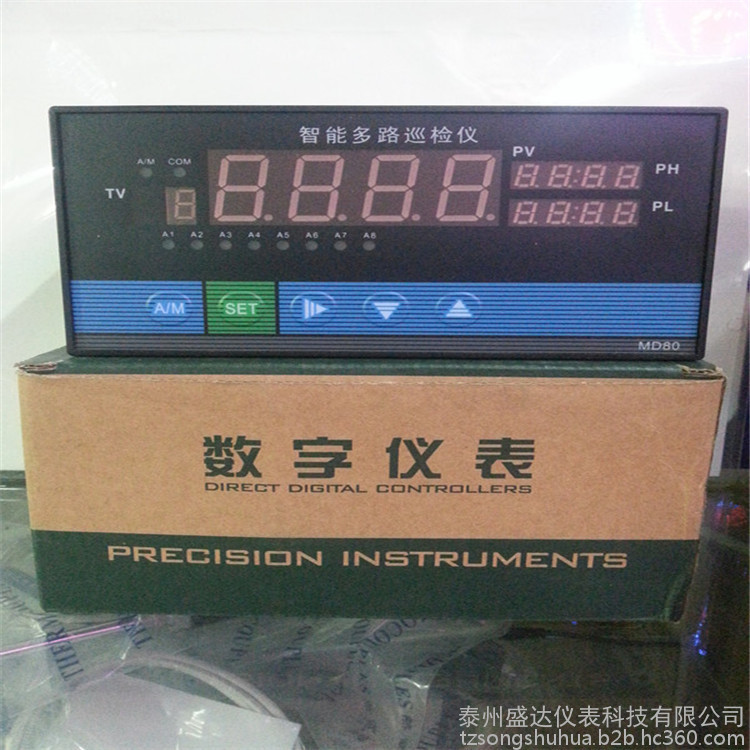 智能多路巡检仪
A/M COM
PV
PH
TV
PL
A1 A2 A3 A4 A5 A6 A7 A8
A/M SET
MD80
数字仪表
DIRECT DIGITAL CONTROLLERS
PRECISION INSTRUMENTS
泰州盛达仪表科技有限公司
tzsongshuhua.b2b.hc360.com